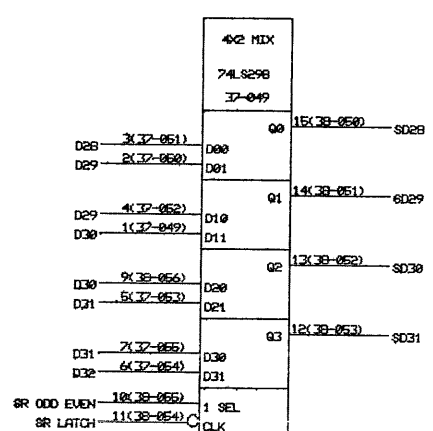 4X2 MIX
74LS298
37-049
Q0 15(38-050) SD28
D28 3(37-051) D00
D29 2(37-050) D01
Q1 14(38-051) SD29
D29 4(37-052) D10
D30 1(37-049) D11
Q2 13(38-052) SD30
D30 9(38-056) D20
D31 5(37-053) D21
Q3 12(38-053) SD31
D31 7(37-055) D30
D32 6(37-054) D31
SR ODD EVEN 10(38-055) 1 SEL
SR LATCH 11(38-054) CLK